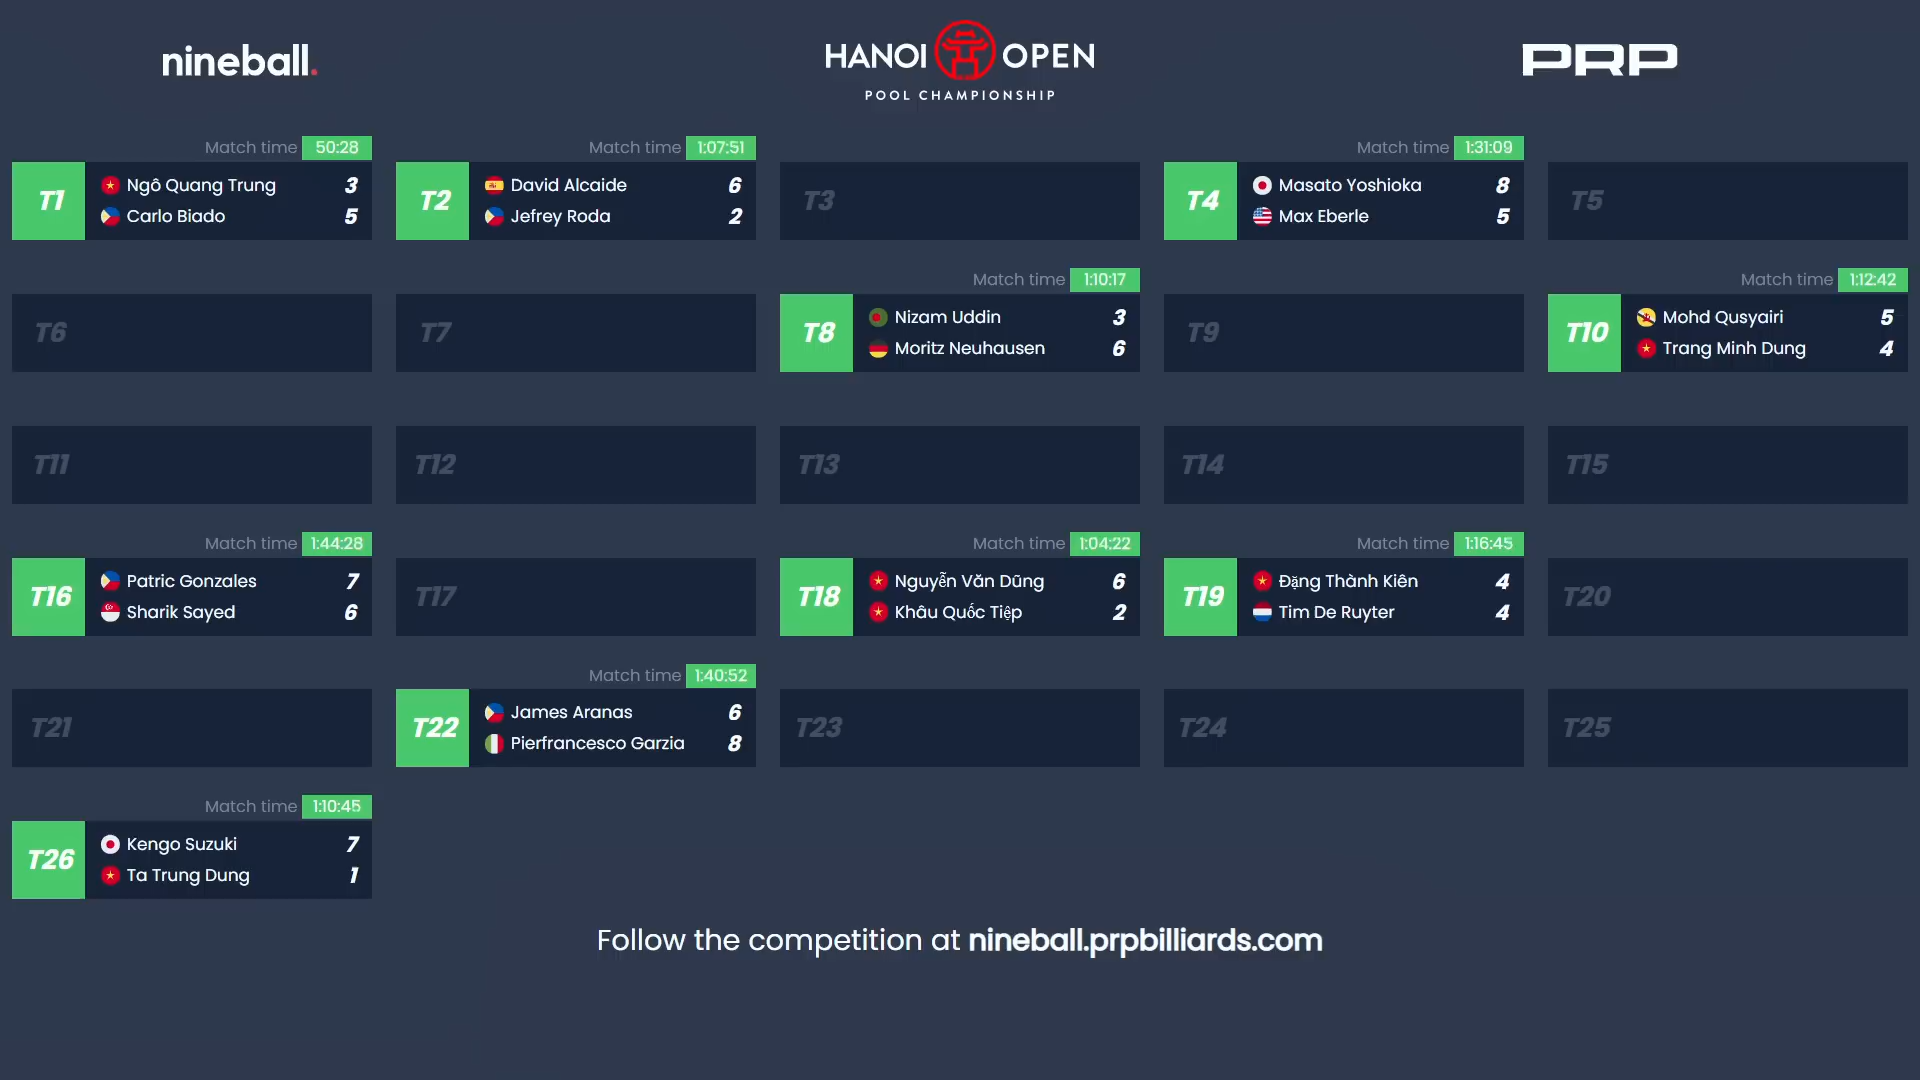 nineball.
HANOI OPEN
POOL CHAMPIONSHIP
PRP
Match time 50:28
T1
Ngô Quang Trung 3
Carlo Biado 5
Match time 1:07:51
T2
David Alcaide 6
Jefrey Roda 2
T3
Match time 1:31:09
T4
Masato Yoshioka 8
Max Eberle 5
T5
T6
T7
Match time 1:10:17
T8
Nizam Uddin 3
Moritz Neuhausen 6
T9
Match time 1:12:42
T10
Mohd Qusyairi 5
Trang Minh Dung 4
T11
T12
T13
T14
T15
Match time 1:44:28
T16
Patric Gonzales 7
Sharik Sayed 6
T17
Match time 1:04:22
T18
Nguyễn Văn Dũng 6
Khâu Quốc Tiệp 2
Match time 1:16:45
T19
Đặng Thành Kiên 4
Tim De Ruyter 4
T20
T21
Match time 1:40:52
T22
James Aranas 6
Pierfrancesco Garzia 8
T23
T24
T25
Match time 1:10:45
T26
Kengo Suzuki 7
Ta Trung Dung 1
Follow the competition at nineball.prpbilliards.com